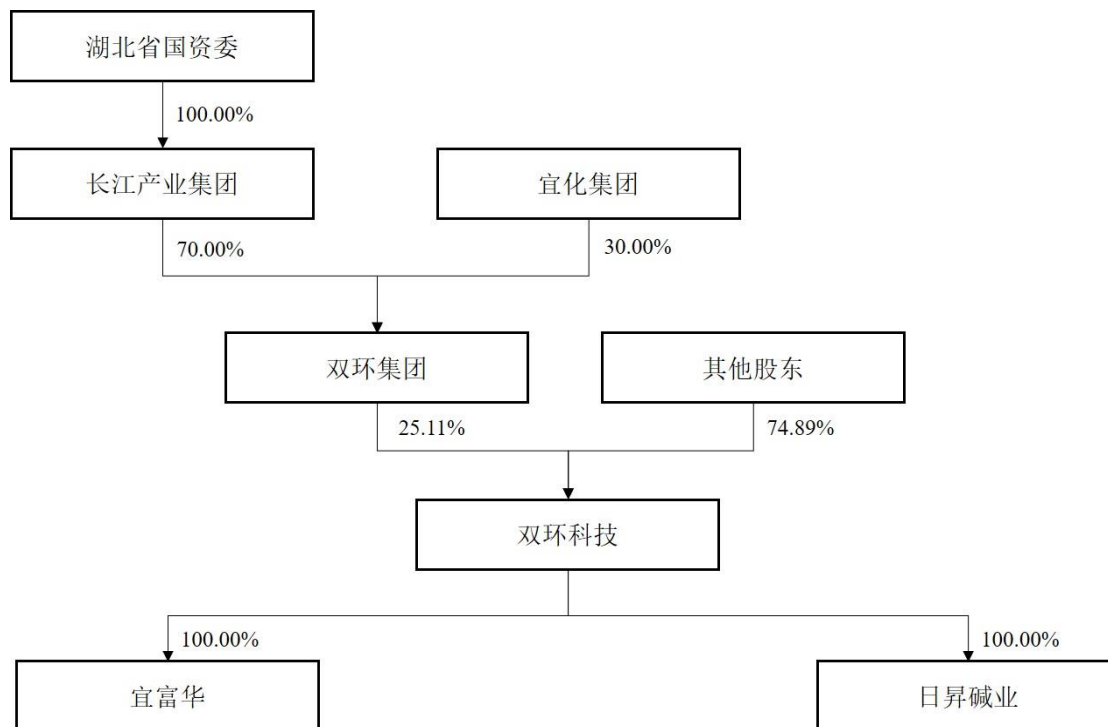 湖北省国资委
100.00%
长江产业集团
宜化集团
70.00%
30.00%
双环集团
其他股东
25.11%
74.89%
双环科技
100.00%
100.00%
宜富华
日昇碱业